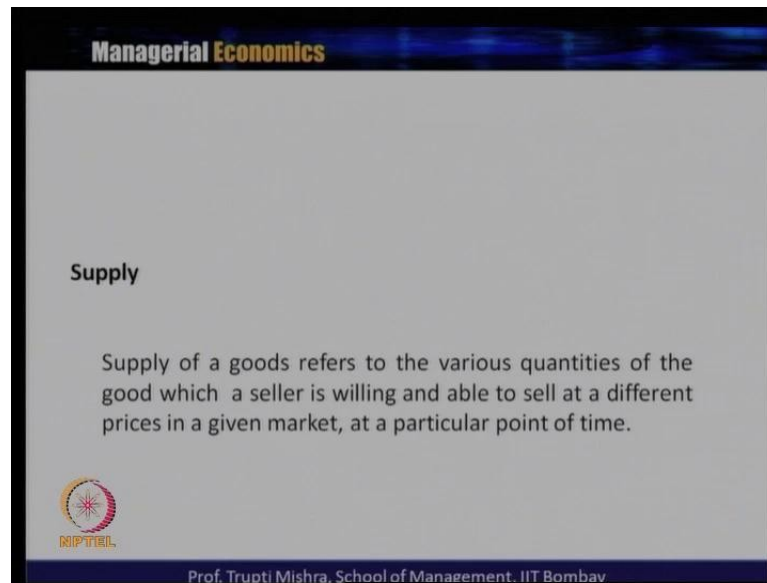 Managerial Economics
Supply
Supply of a goods refers to the various quantities of the
good which a seller is willing and able to sell at a different
prices in a given market, at a particular point of time.
NPTEL
Prof. Trupti Mishra, School of Management, IIT Bombay